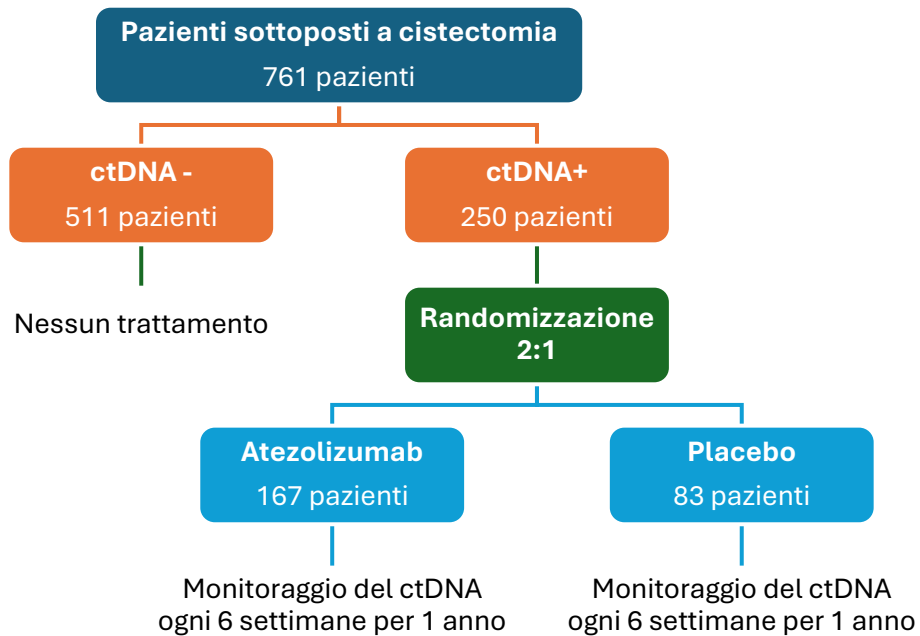 Pazienti sottoposti a cistectomia
761 pazienti
ctDNA -
511 pazienti
ctDNA+
250 pazienti
Nessun trattamento
Randomizzazione
2:1
Atezolizumab
167 pazienti
Placebo
83 pazienti
Monitoraggio del ctDNA
ogni 6 settimane per 1 anno
Monitoraggio del ctDNA
ogni 6 settimane per 1 anno